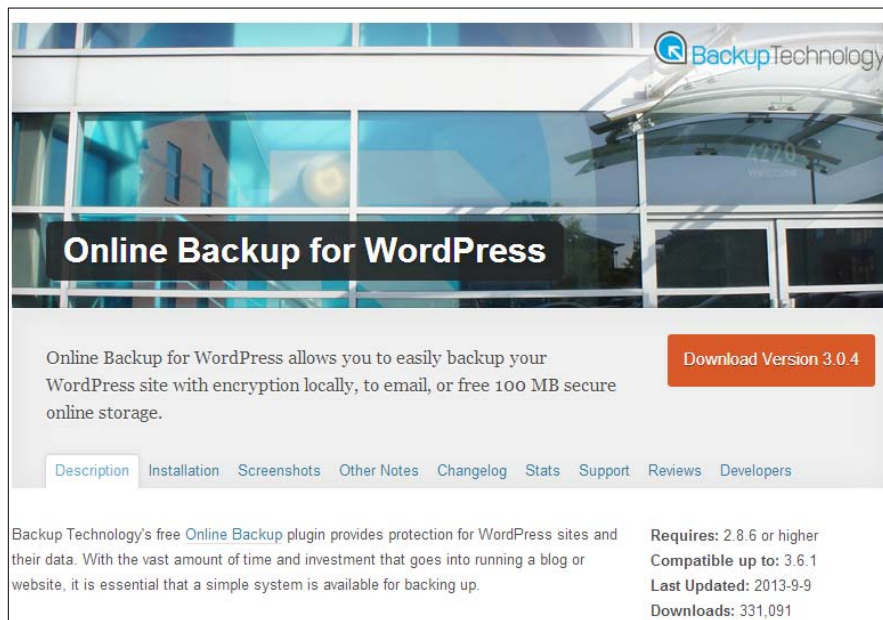 BackupTechnology
4220
Welcome
Online Backup for WordPress
Online Backup for WordPress allows you to easily backup your
WordPress site with encryption locally, to email, or free 100 MB secure
online storage.
Download Version 3.0.4
Description Installation Screenshots Other Notes Changelog Stats Support Reviews Developers
Backup Technology's free Online Backup plugin provides protection for WordPress sites and
their data. With the vast amount of time and investment that goes into running a blog or
website, it is essential that a simple system is available for backing up.
Requires: 2.8.6 or higher
Compatible up to: 3.6.1
Last Updated: 2013-9-9
Downloads: 331,091